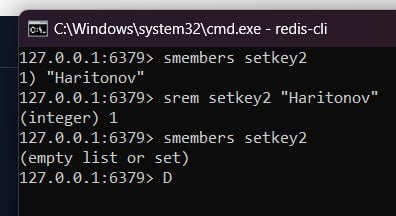 C:\Windows\system32\cmd.exe - redis-cli
127.0.0.1:6379> smembers setkey2
1) "Haritonov"
127.0.0.1:6379> srem setkey2 "Haritonov"
(integer) 1
127.0.0.1:6379> smembers setkey2
(empty list or set)
127.0.0.1:6379> D